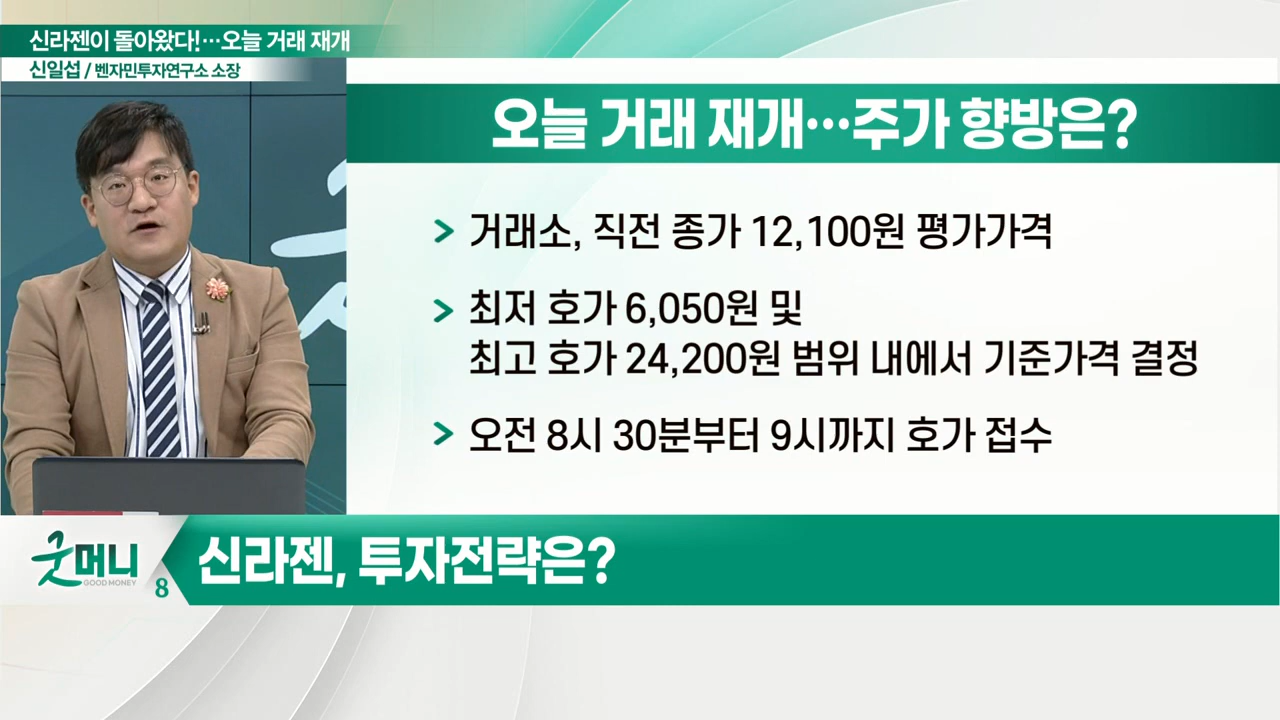 신라젠이 돌아왔다!…오늘 거래 재개
신일섭 / 벤자민투자연구소 소장
오늘 거래 재개…주가 향방은?
> 거래소, 직전 종가 12,100원 평가가격
> 최저 호가 6,050원 및
최고 호가 24,200원 범위 내에서 기준가격 결정
> 오전 8시 30분부터 9시까지 호가 접수
굿머니
GOOD MONEY
8
신라젠, 투자전략은?